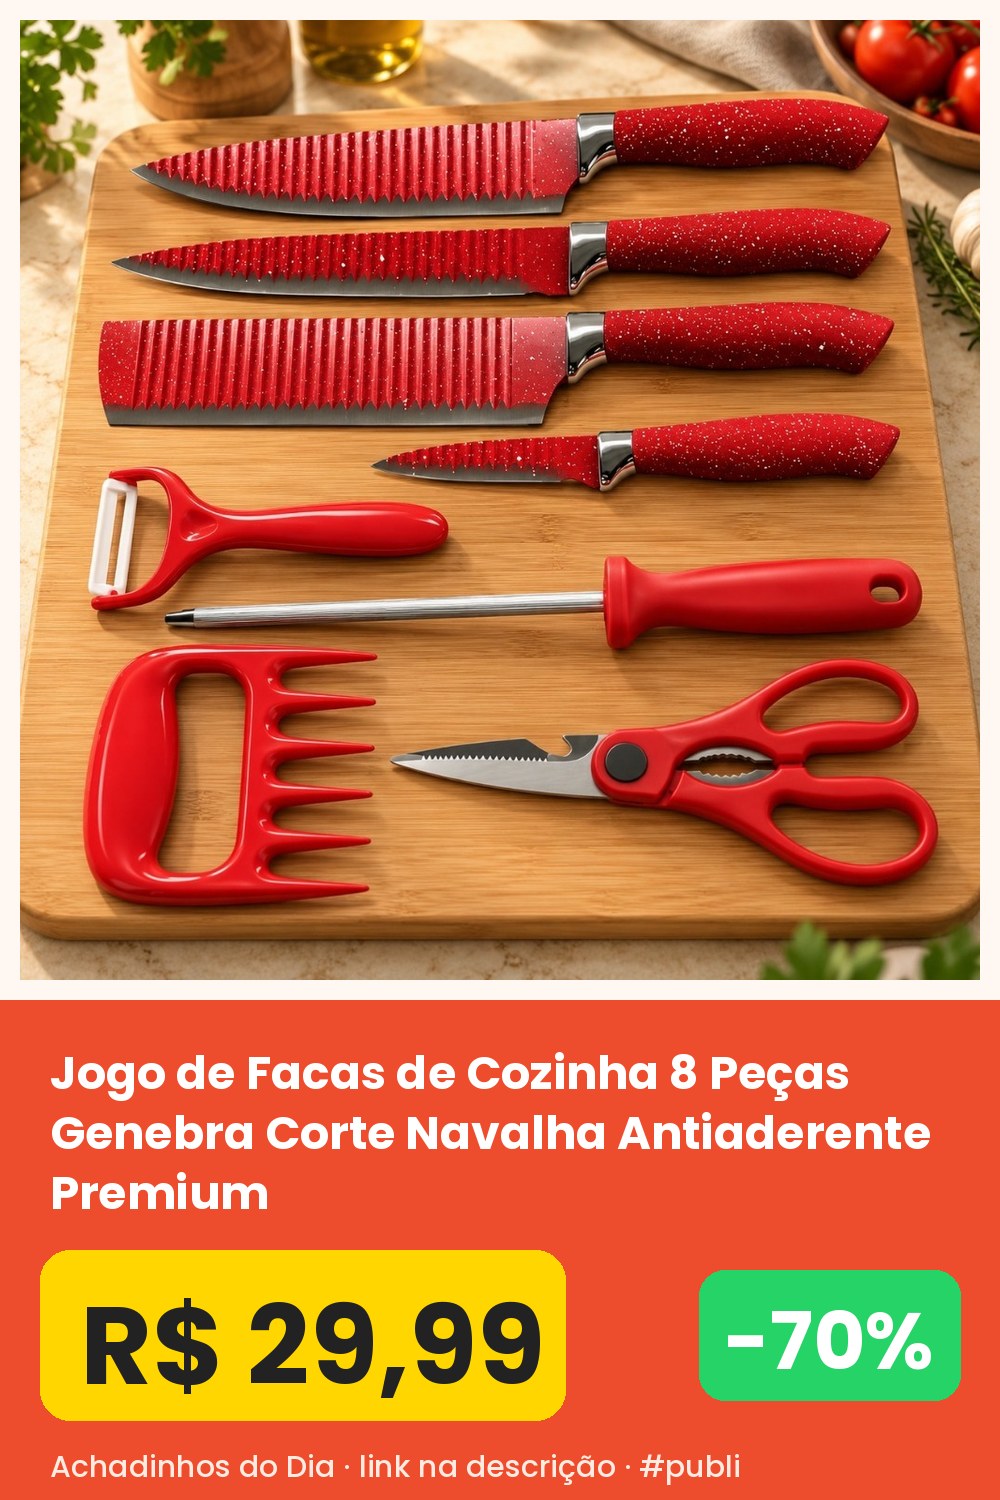 Jogo de Facas de Cozinha 8 Peças
Genebra Corte Navalha Antiaderente
Premium
R$ 29,99
-70%
Achadinhos do Dia · link na descrição · #publi